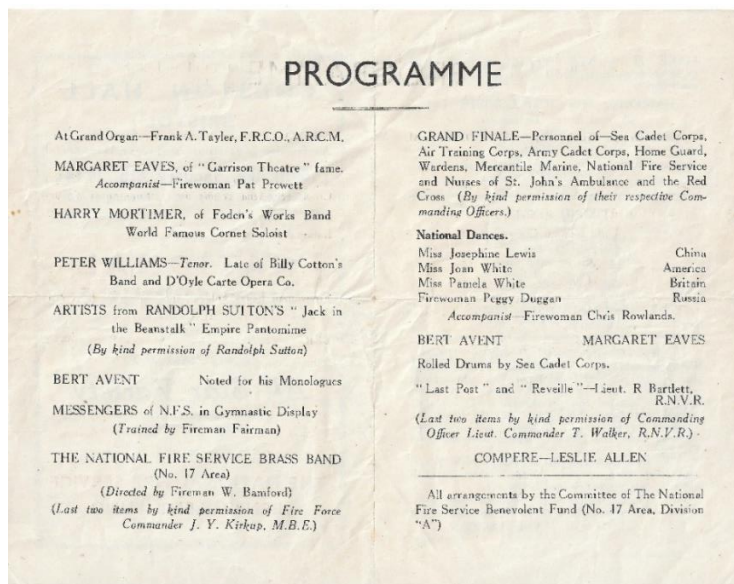 PROGRAMME
At Grand Organ—Frank A. Tayler, F.R.C.O., A.R.C.M.
MARGARET EAVES, of "Garrison Theatre" fame.
Accompanist—Firewoman Pat Prewett
HARRY MORTIMER, of Foden's Works Band
World Famous Cornet Soloist
PETER WILLIAMS—Tenor. Late of Billy Cotton's
Band and D'Oyle Carte Opera Co.
ARTISTS from RANDOLPH SUTTON'S "Jack in
the Beanstalk" Empire Pantomime
(By kind permission of Randolph Sutton)
BERT AVENT Noted for his Monologues
MESSENGERS of N.F.S. in Gymnastic Display
(Trained by Fireman Fairman)
THE NATIONAL FIRE SERVICE BRASS BAND
(No. 17 Area)
(Directed by Fireman W. Bamford)
(Last two items by kind permission of Fire Force
Commander J. Y. Kirkup, M.B.E.)
GRAND FINALE—Personnel of—Sea Cadet Corps,
Air Training Corps, Army Cadet Corps, Home Guard,
Wardens, Mercantile Marine, National Fire Service
and Nurses of St. John's Ambulance and the Red
Cross (By kind permission of their respective Com-
manding Officers.)
National Dances.
Miss Josephine Lewis China
Miss Joan White America
Miss Pamela White Britain
Firewoman Peggy Duggan Russia
Accompanist—Firewoman Chris Rowlands.
BERT AVENT MARGARET EAVES
Rolled Drums by Sea Cadet Corps.
"Last Post" and "Reveille"—Lieut. R Bartlett,
R.N.V.R.
(Last two items by kind permission of Commanding
Officer Lieut. Commander T. Walker, R.N.V.R.)
COMPERE—LESLIE ALLEN
All arrangements by the Committee of The National
Fire Service Benevolent Fund (No. 17 Area, Division
"A")